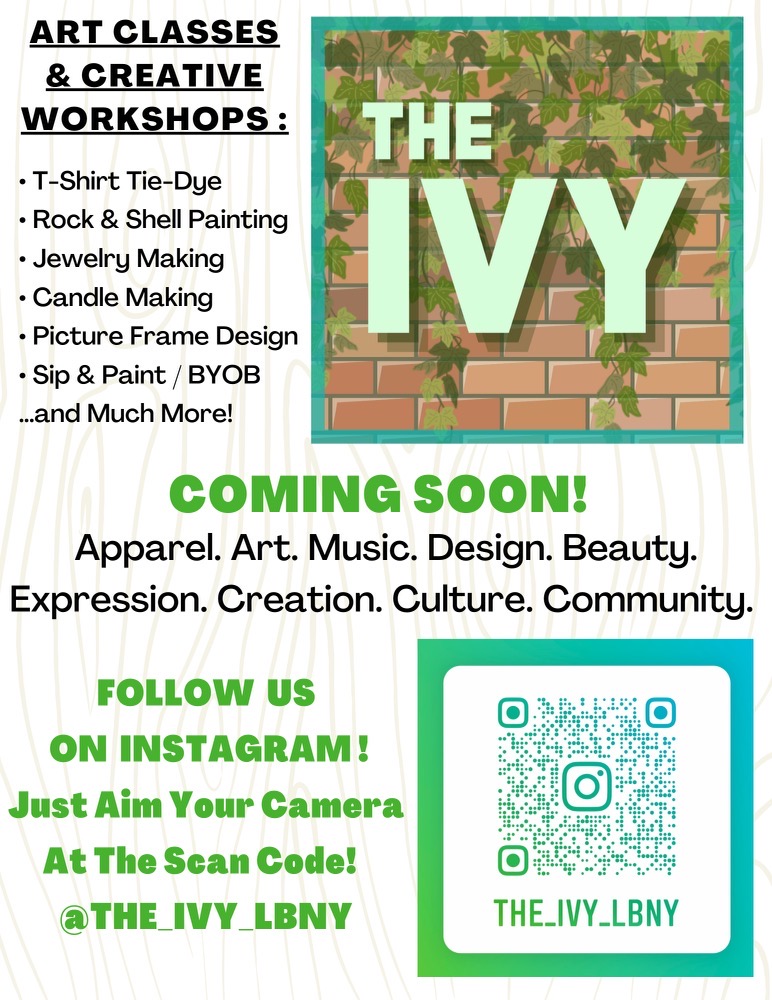 ART CLASSES
& CREATIVE
WORKSHOPS :
• T-Shirt Tie-Dye
• Rock & Shell Painting
• Jewelry Making
• Candle Making
• Picture Frame Design
• Sip & Paint / BYOB
...and Much More!
THE
IVY
COMING SOON!
Apparel. Art. Music. Design. Beauty.
Expression. Creation. Culture. Community.
FOLLOW US
ON INSTAGRAM!
Just Aim Your Camera
At The Scan Code!
@THE_IVY_LBNY
THE_IVY_LBNY